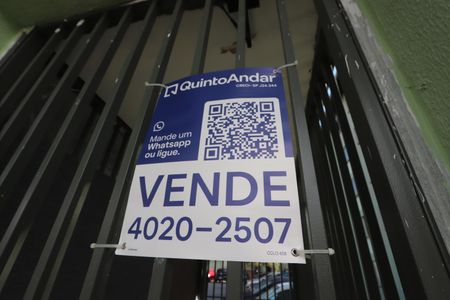 QuintoAndar
CRECI-SP J24.344
Mande um
Whatsapp
ou ligue.
VENDE
4020-2507